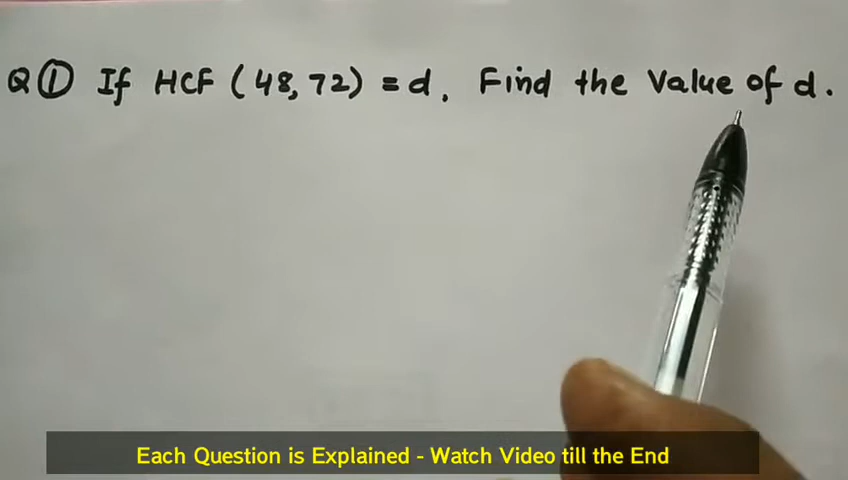 Q① If HCF (48, 72) = d. Find the Value of d.
Each Question is Explained - Watch Video till the End